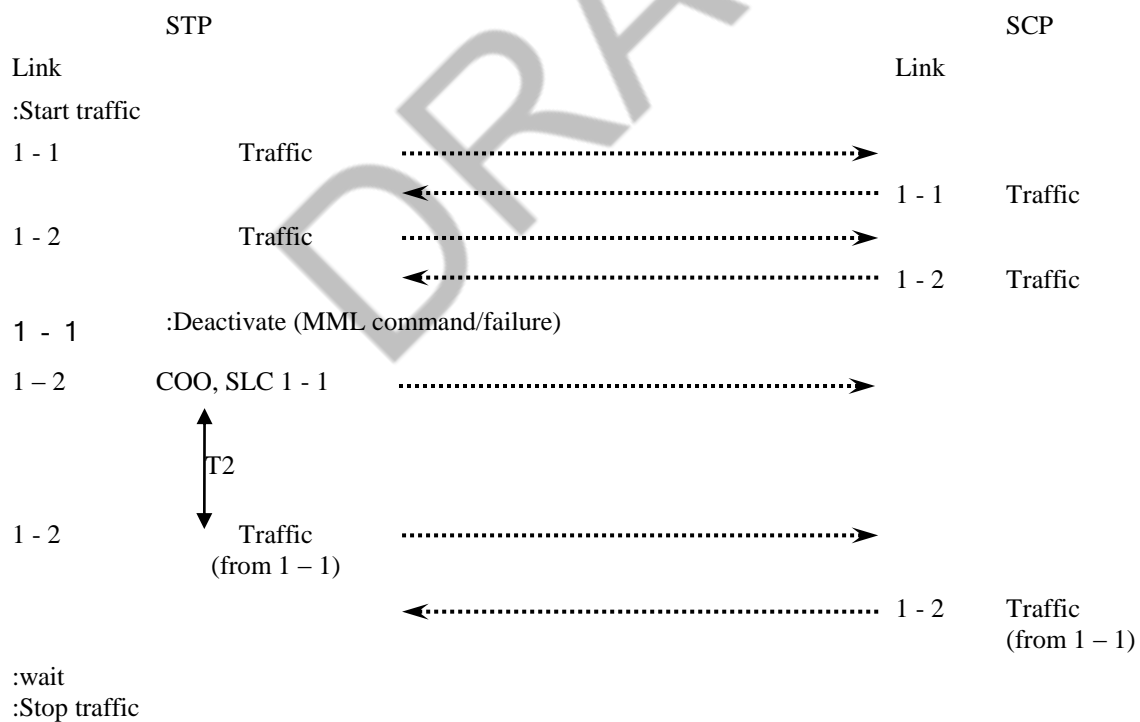 STP SCP
Link Link
:Start traffic
1 - 1 Traffic
1 - 1 Traffic
1 - 2 Traffic
1 - 2 Traffic
1 - 1 :Deactivate (MML command/failure)
1 – 2 COO, SLC 1 - 1
T2
1 - 2 Traffic
(from 1 – 1)
1 - 2 Traffic
(from 1 – 1)
:wait
:Stop traffic